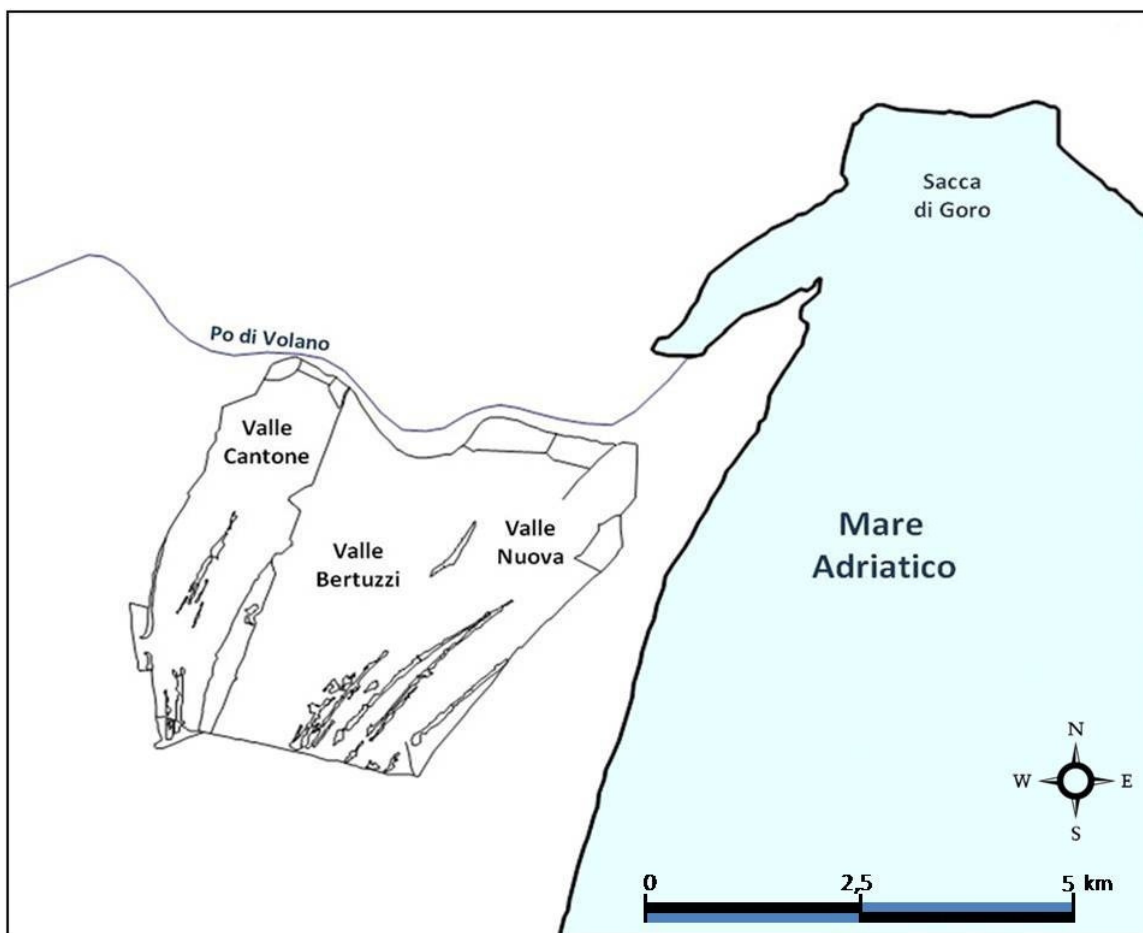 Sacca
di Goro
Po di Volano
Valle
Cantone
Valle
Bertuzzi
Valle
Nuova
Mare
Adriatico
N
W E
S
0 2,5 5 km